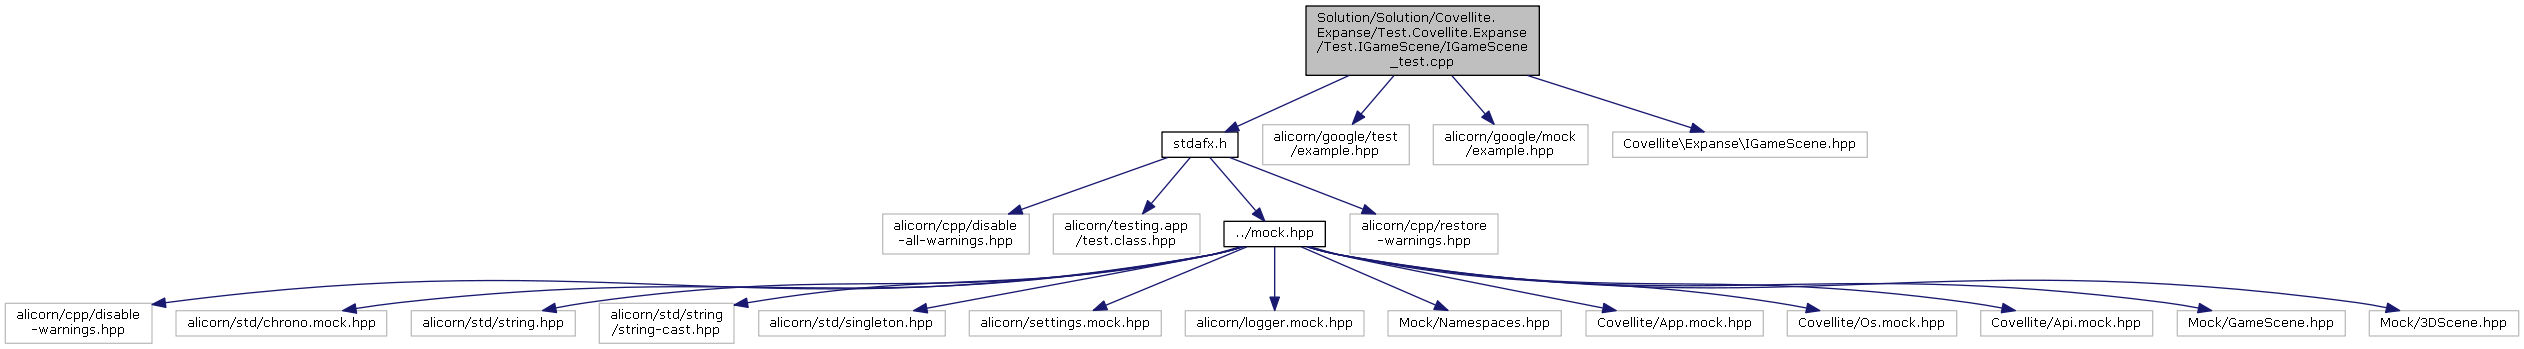 Solution/Solution/Covellite.
Expanse/Test.Covellite.Expanse
/Test.IGameScene/IGameScene
_test.cpp
stdafx.h
alicorn/google/test
/example.hpp
alicorn/google/mock
/example.hpp
Covellite\Expanse\IGameScene.hpp
alicorn/cpp/disable
-all-warnings.hpp
alicorn/testing.app
/test.class.hpp
../mock.hpp
alicorn/cpp/restore
-warnings.hpp
alicorn/cpp/disable
-warnings.hpp
alicorn/std/chrono.mock.hpp
alicorn/std/string.hpp
alicorn/std/string
/string-cast.hpp
alicorn/std/singleton.hpp
alicorn/settings.mock.hpp
alicorn/logger.mock.hpp
Mock/Namespaces.hpp
Covellite/App.mock.hpp
Covellite/Os.mock.hpp
Covellite/Api.mock.hpp
Mock/GameScene.hpp
Mock/3DScene.hpp